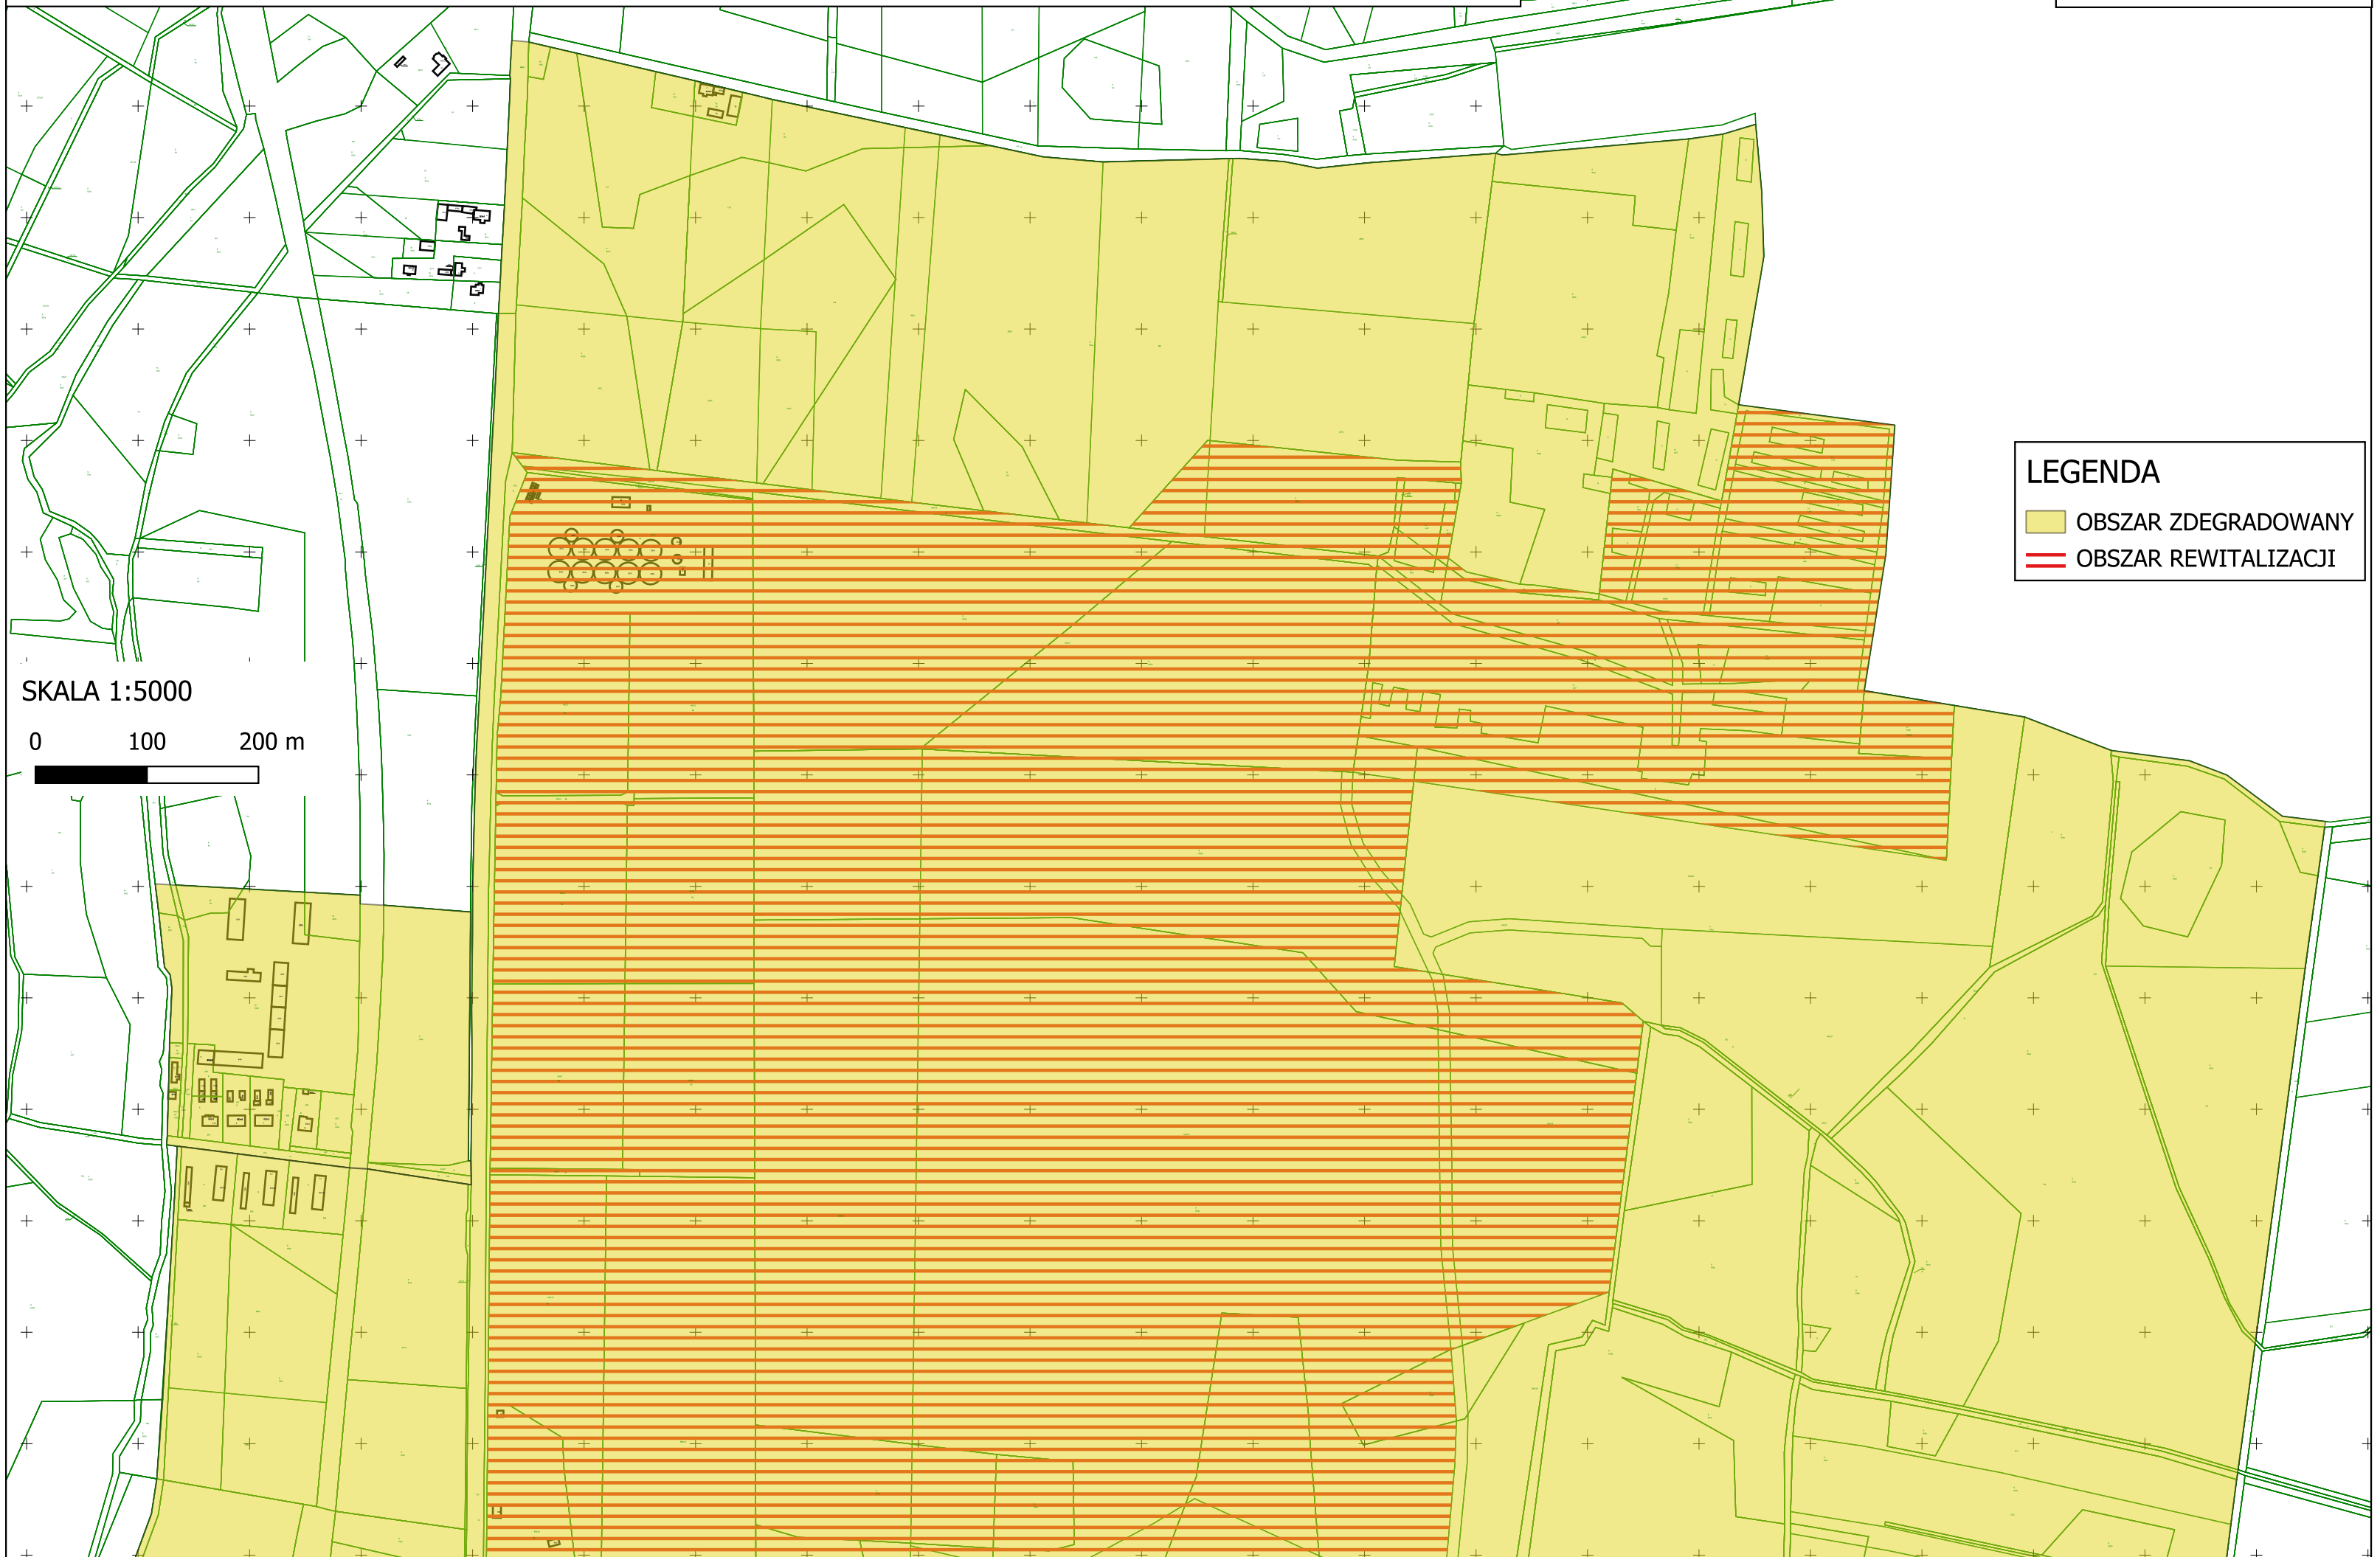 LEGENDA
OBSZAR ZDEGRADOWANY
OBSZAR REWITALIZACJI
SKALA 1:5000
0 100 200 m